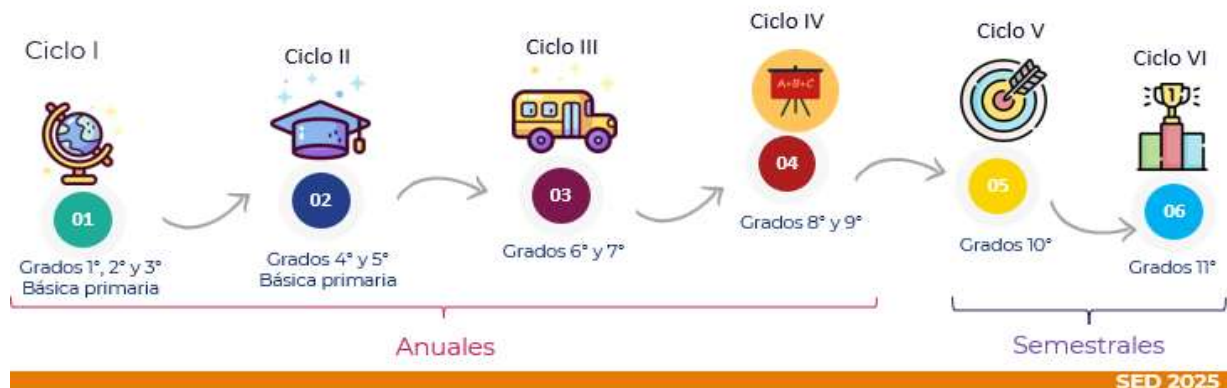 Ciclo I
Ciclo II
Ciclo III
Ciclo IV
Ciclo V
Ciclo VI
A+B+C
1
01
02
03
04
05
06
Grados 1°, 2° y 3°
Básica primaria
Grados 4° y 5°
Básica primaria
Grados 6° y 7°
Grados 8° y 9°
Grados 10°
Grados 11°
Anuales
Semestrales
SED 2025